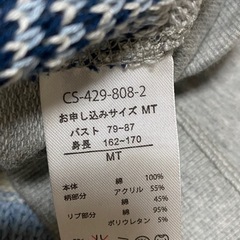 CS-429-808-2
お申し込みサイズ MT
バスト 79-87
身長 162-170
MT
本体 綿 100%
柄部分 アクリル 55%
綿 45%
リブ部分 綿 95%
ポリウレタン 5%